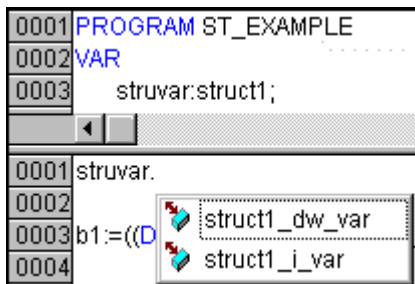 0001 PROGRAM ST_EXAMPLE
0002 VAR
0003 struvar:struct1;
0001 struvar.
0002
struct1_dw_var
0003 b1:=((D
struct1_i_var
0004